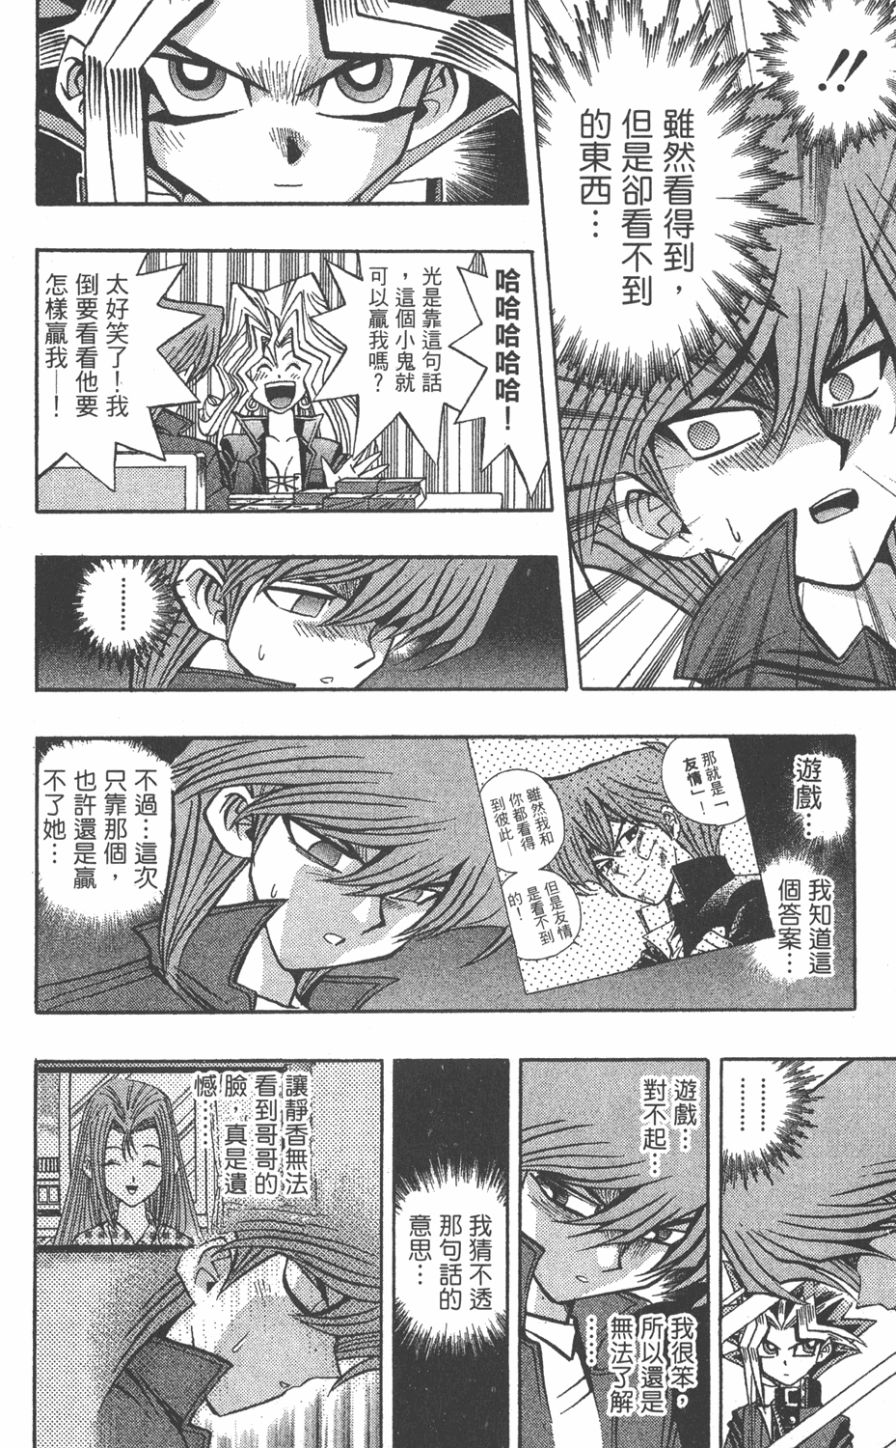 !!
雖然看得到，
但是卻看不到
的東西…
哈哈哈哈哈！
光是靠這句話
，這個小鬼就
可以贏我嗎？
太好笑了！我
倒要看看他要
怎樣贏我—！
………
遊戲…
我知道這
個答案…
那就是「
友情」！
雖然我和
你都看得
到彼此—
但是友情
是看不到
的！
不過…這次
只靠那個，
也許還是贏
不了她…
………
………
遊戲…
對不起…
我很笨，
所以還是
無法了解
……
我猜不透
那句話的
意思…
讓靜香無法
看到哥哥的
臉，真是遺
憾……